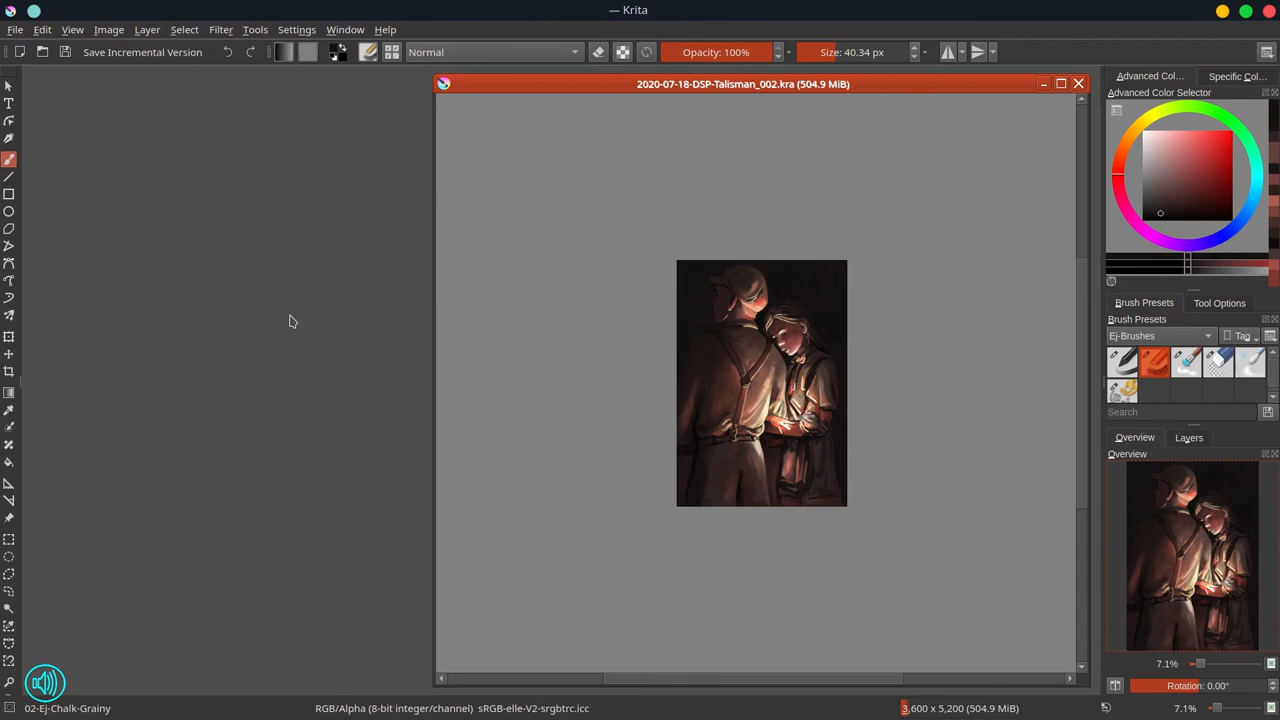 — Krita
File Edit View Image Layer Select Filter Tools Settings Window Help
Save Incremental Version
Normal
Opacity: 100%
Size: 40.34 px
2020-07-18-DSP-Talisman_002.kra (504.9 MiB)
Advanced Col... Specific Col...
Advanced Color Selector
Brush Presets Tool Options
Brush Presets
Ej-Brushes
Tag
Search
Overview Layers
Overview
7.1%
Rotation: 0.00°
02-Ej-Chalk-Grainy
RGB/Alpha (8-bit integer/channel) sRGB-elle-V2-srgbtrc.icc
3,600 x 5,200 (504.9 MiB)
7.1%